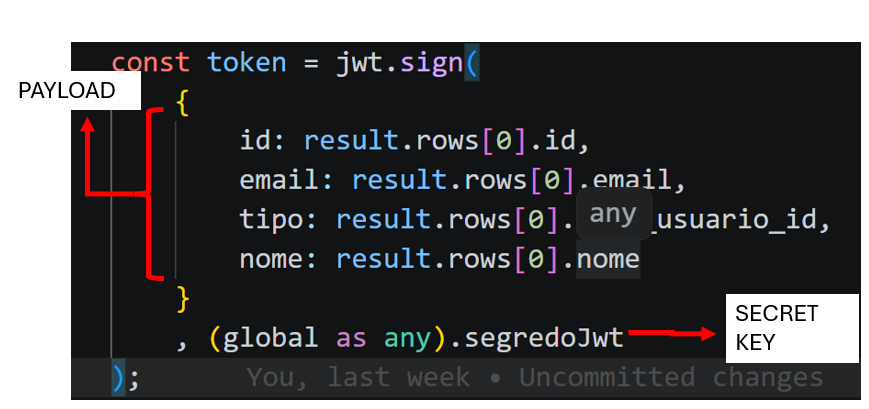 const token = jwt.sign(
PAYLOAD
{
id: result.rows[0].id,
email: result.rows[0].email,
tipo: result.rows[0]. any _usuario_id,
nome: result.rows[0].nome
}
SECRET
KEY
, (global as any).segredoJwt
); You, last week • Uncommitted changes